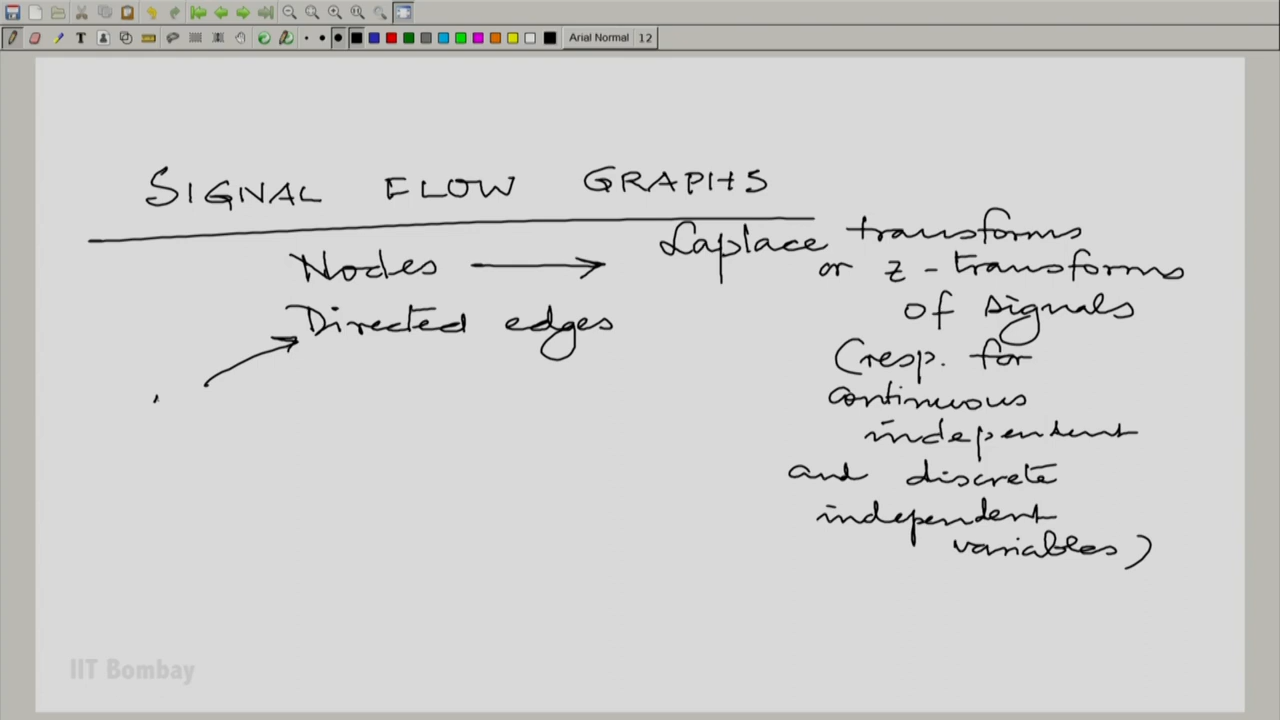 Arial Normal 12
SIGNAL FLOW GRAPHS
Nodes
Directed edges
Laplace transforms
or z-transforms
of signals
(resp. for
continuous
independent
and discrete
independent
variables)
IIT Bombay